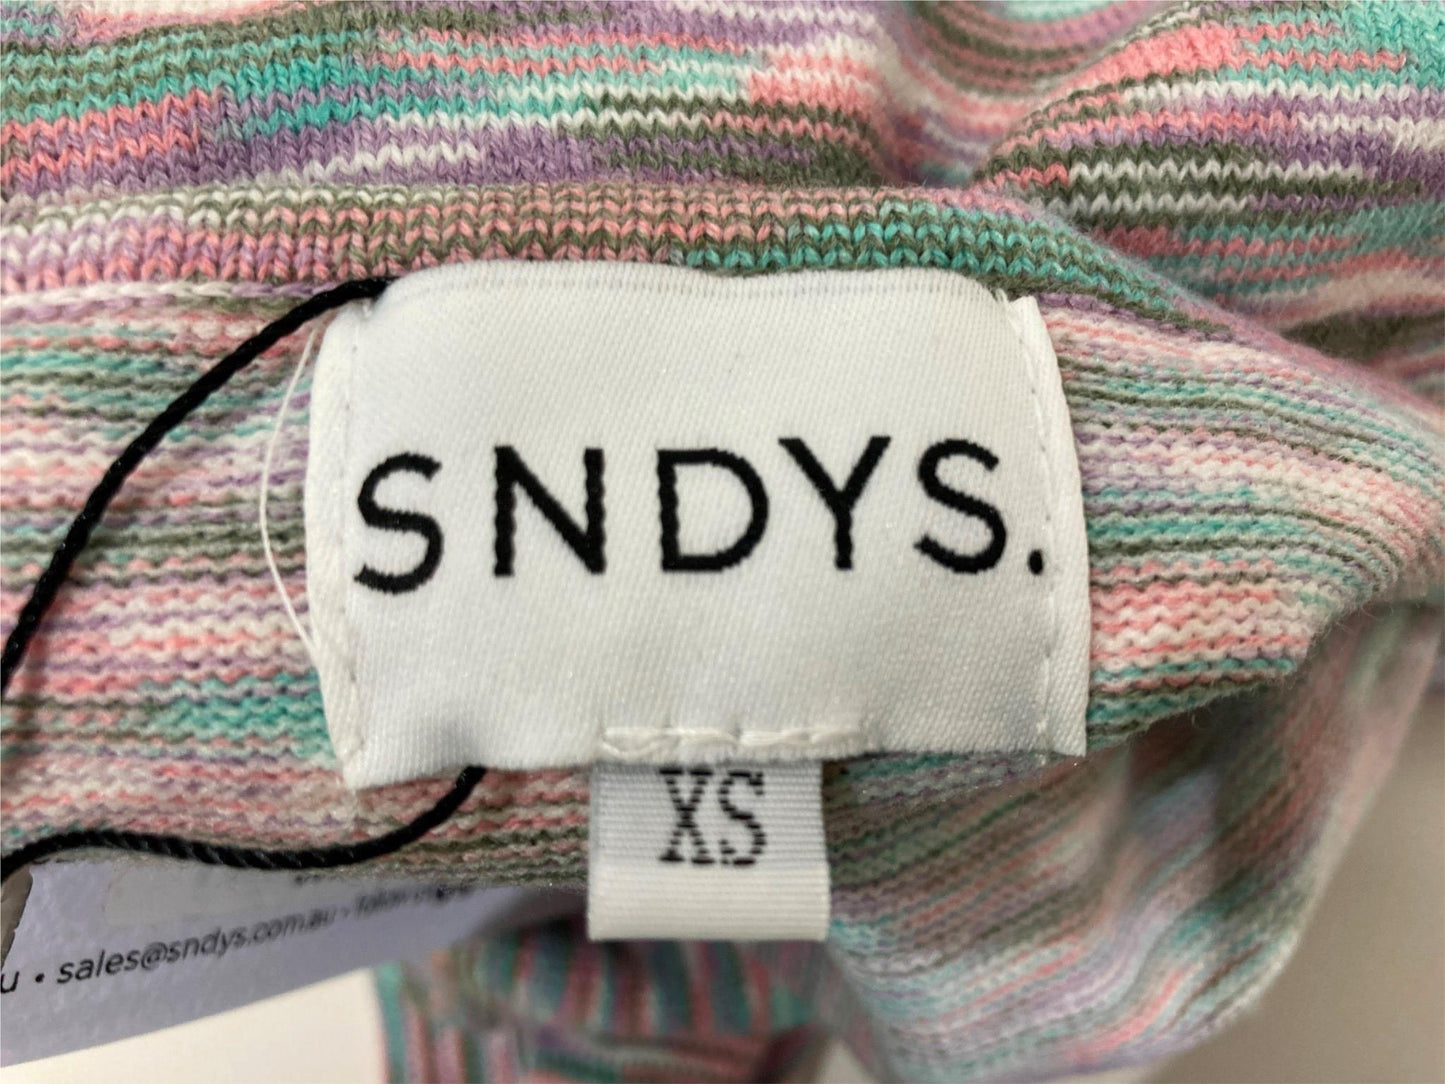 SNDYS.
XS
u • sales@sndys.com.au •